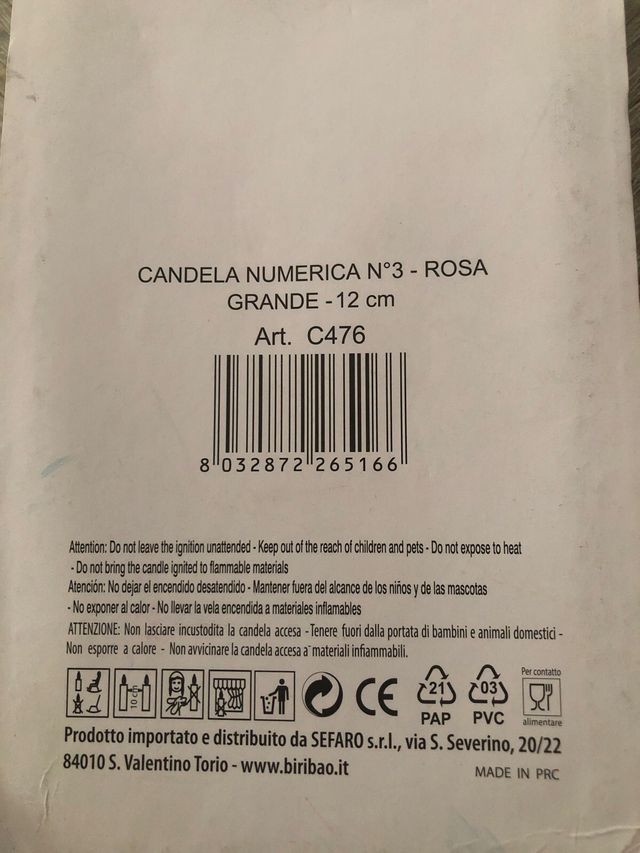 CANDELA NUMERICA N°3 - ROSA
GRANDE - 12 cm
Art. C476
8 032872 265166
Attention: Do not leave the ignition unattended - Keep out of the reach of children and pets - Do not expose to heat
- Do not bring the candle ignited to flammable materials
Atención: No dejar el encendido desatendido - Mantener fuera del alcance de los niños y de las mascotas
- No exponer al calor - No llevar la vela encendida a materiales inflamables
ATTENZIONE: Non lasciare incustodita la candela accesa - Tenere fuori dalla portata di bambini e animali domestici -
Non esporre a calore - Non avvicinare la candela accesa a materiali infiammabili.
CE
21
PAP
03
PVC
Per contatto
alimentare
Prodotto importato e distribuito da SEFARO s.r.l., via S. Severino, 20/22
84010 S. Valentino Torio - www.biribao.it
MADE IN PRC